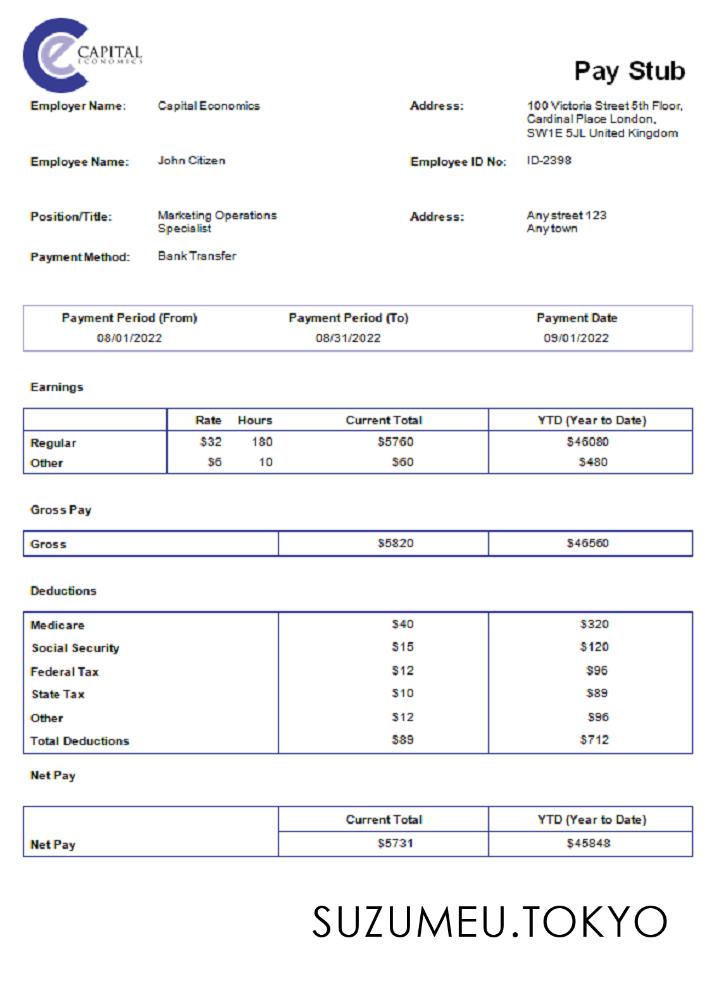 CAPITAL
ECONOMICS
Pay Stub
Employer Name: Capital Economics Address: 100 Victoria Street 5th Floor,
Cardinal Place London,
SW1E 5JL United Kingdom
Employee Name: John Citizen Employee ID No: ID-2398
Position/Title: Marketing Operations Address: Any street 123
Specialist Any town
Payment Method: Bank Transfer
Payment Period (From) Payment Period (To) Payment Date
08/01/2022 08/31/2022 09/01/2022
Earnings
Rate Hours Current Total YTD (Year to Date)
Regular $32 180 $5760 $46080
Other $6 10 $60 $480
Gross Pay
Gross $5820 $46560
Deductions
Medicare $40 $320
Social Security $15 $120
Federal Tax $12 $96
State Tax $10 $89
Other $12 $96
Total Deductions $89 $712
Net Pay
Current Total YTD (Year to Date)
Net Pay $5731 $45848
SUZUMEU.TOKYO